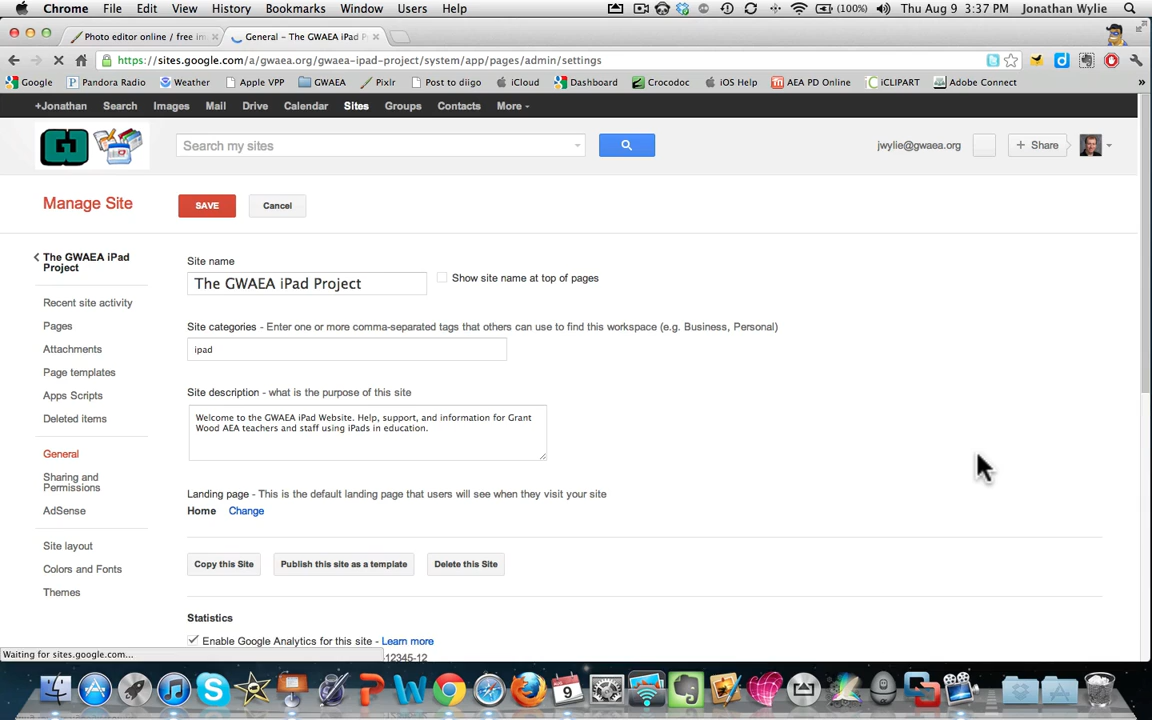 Chrome File Edit View History Bookmarks Window Users Help (100%) Thu Aug 9 3:37 PM Jonathan Wylie
Photo editor online / free im × General – The GWAEA iPad P ×
https://sites.google.com/a/gwaea.org/gwaea-ipad-project/system/app/pages/admin/settings
Google Pandora Radio Weather Apple VPP GWAEA Pixlr Post to diigo iCloud Dashboard Crocodoc iOS Help AEA PD Online iCLIPART Adobe Connect »
+Jonathan Search Images Mail Drive Calendar Sites Groups Contacts More
Search my sites jwylie@gwaea.org + Share
Manage Site SAVE Cancel
The GWAEA iPad
Project
Recent site activity
Pages
Attachments
Page templates
Apps Scripts
Deleted items
General
Sharing and
Permissions
AdSense
Site layout
Colors and Fonts
Themes
Site name
The GWAEA iPad Project Show site name at top of pages
Site categories - Enter one or more comma-separated tags that others can use to find this workspace (e.g. Business, Personal)
ipad
Site description - what is the purpose of this site
Welcome to the GWAEA iPad Website. Help, support, and information for Grant
Wood AEA teachers and staff using iPads in education.
Landing page - This is the default landing page that users will see when they visit your site
Home Change
Copy this Site Publish this site as a template Delete this Site
Statistics
Enable Google Analytics for this site - Learn more
-12345-12
Waiting for sites.google.com...
9